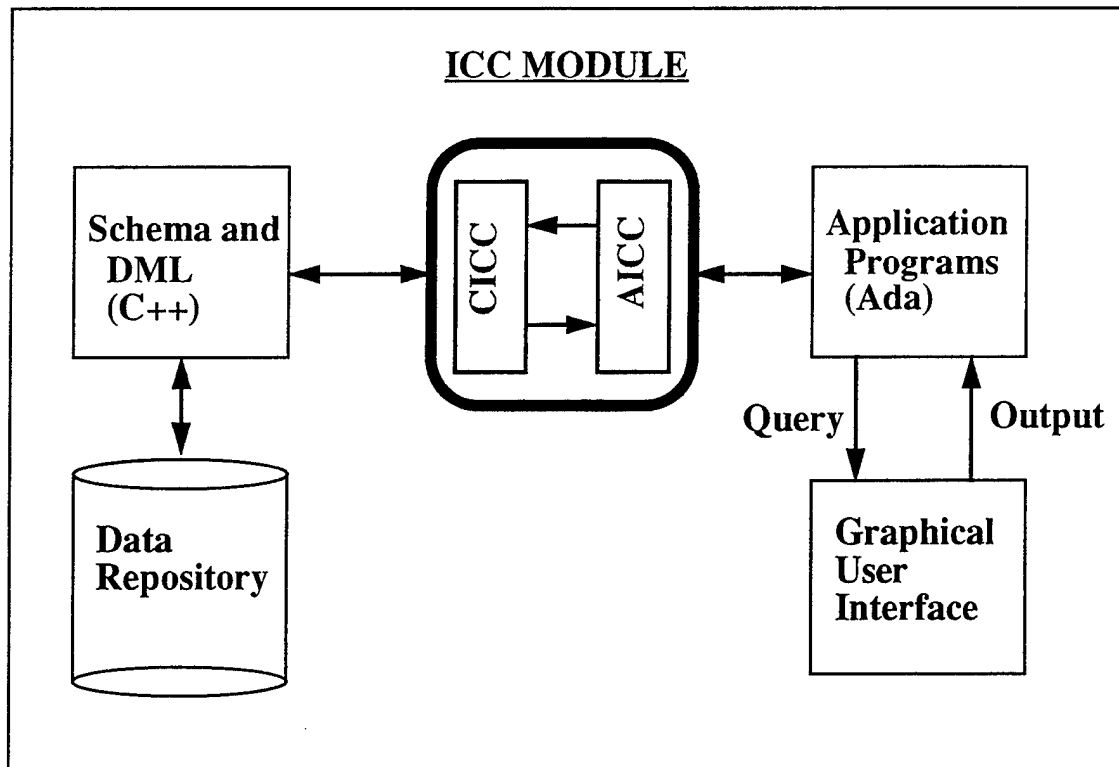 ICC MODULE
Schema and
DML
(C++)
CICC
AICC
Application
Programs
(Ada)
Query
Output
Data
Repository
Graphical
User
Interface